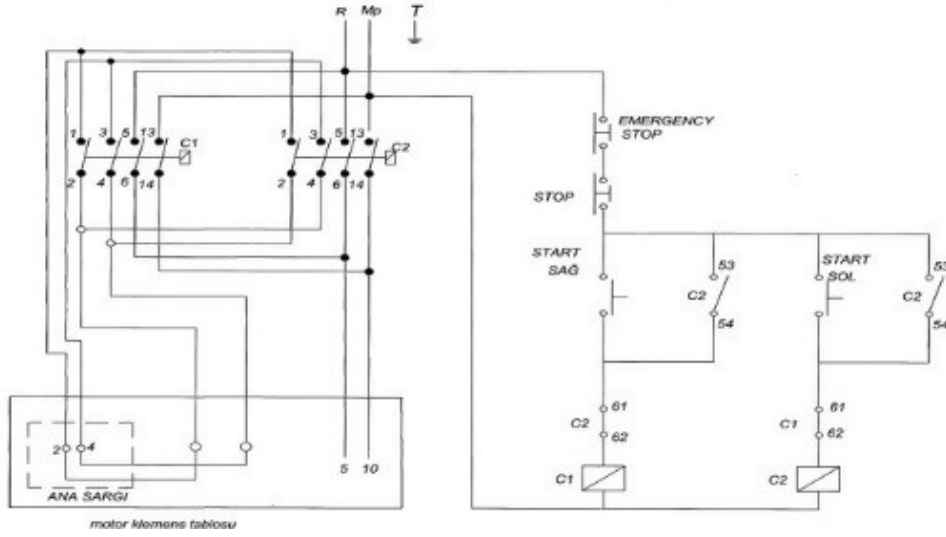 R Mp T
1 3 5 13 C1
2 4 6 14
1 3 5 13 C2
2 4 6 14
EMERGENCY
STOP
STOP
START
SAĞ
53
C2
54
START
SOL
53
C2
54
C2 61
62
C1 61
62
C1
C2
2 4
5 10
ANA SARGI
motor klemens tablosu